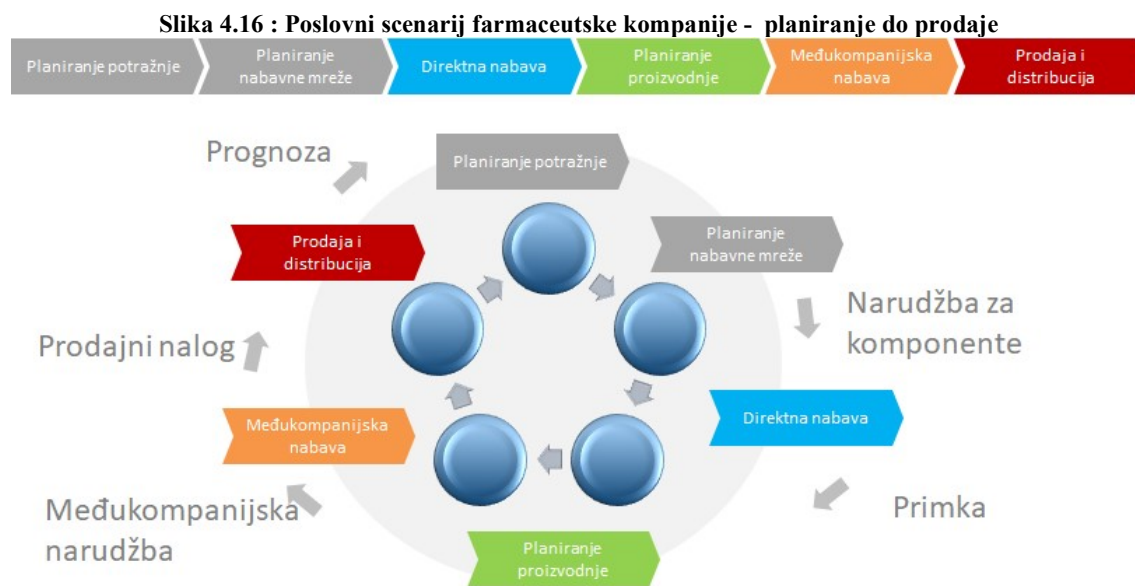 Slika 4.16 : Poslovni scenarij farmaceutske kompanije - planiranje do prodaje
Planiranje potražnje
Planiranje
nabavne mreže
Direktna nabava
Planiranje
proizvodnje
Međukompanijska
nabava
Prodaja i
distribucija
Prognoza
Planiranje potražnje
Prodaja i
distribucija
Planiranje
nabavne mreže
Prodajni nalog
Narudžba za
komponente
Međukompanijska
nabava
Direktna nabava
Međukompanijska
narudžba
Primka
Planiranje
proizvodnje